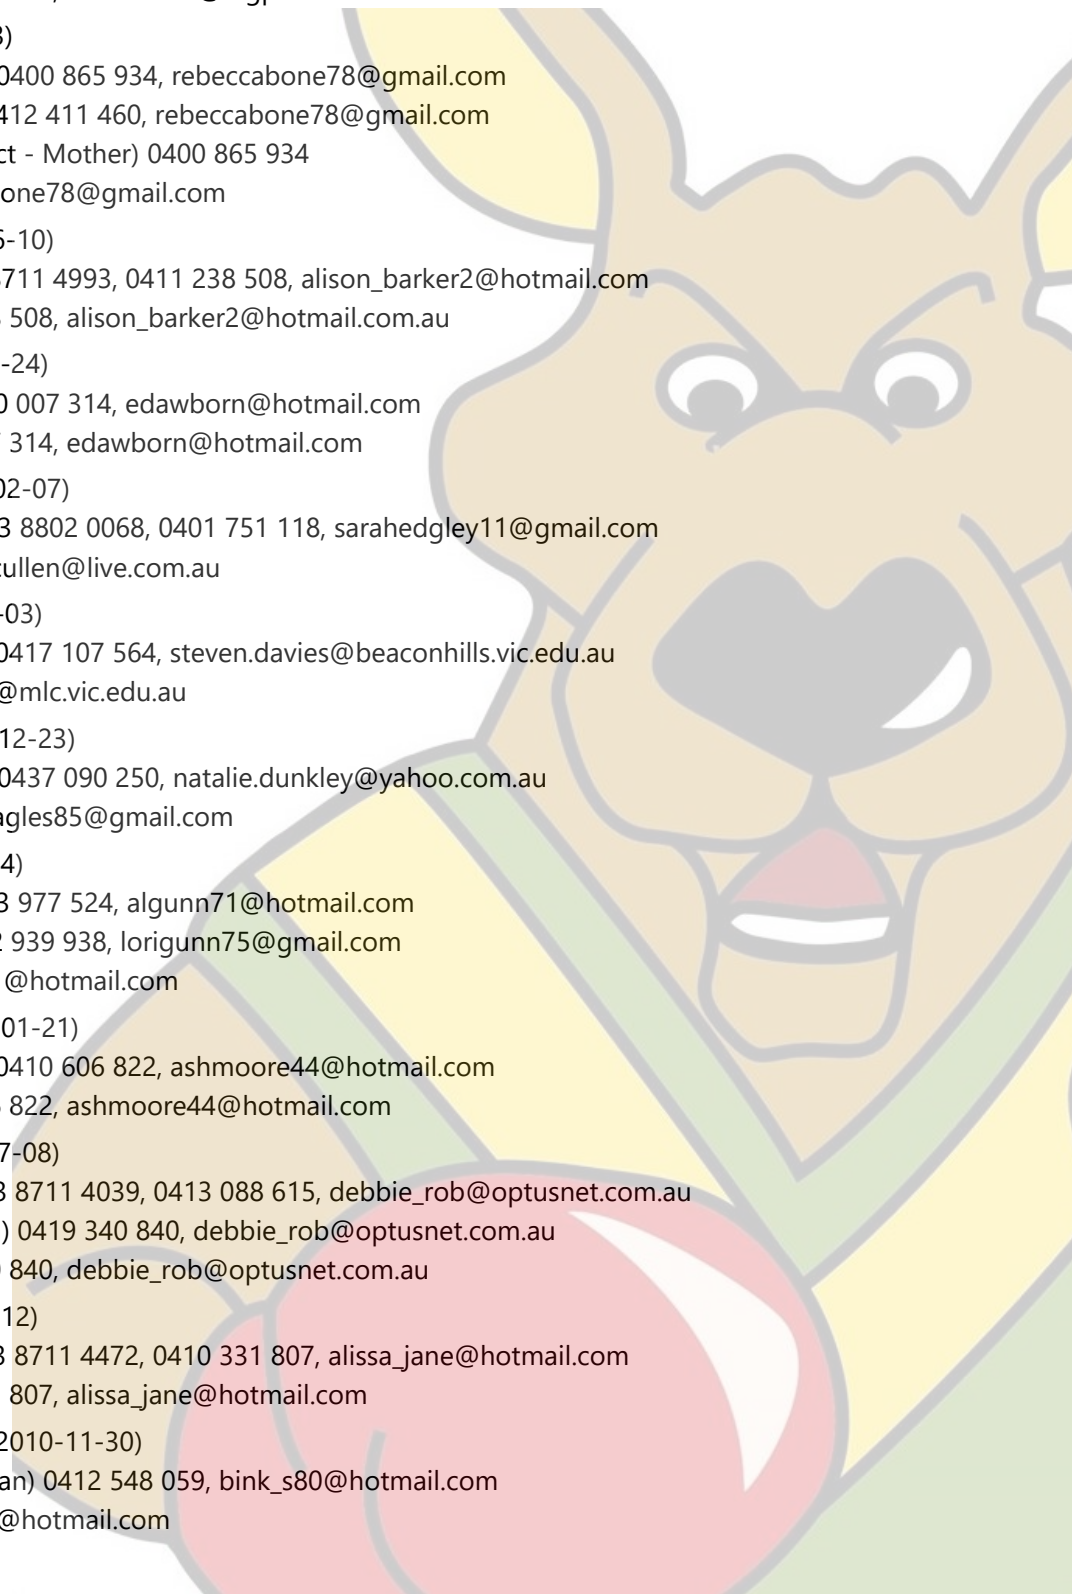 3)
0400 865 934, rebeccabone78@gmail.com
412 411 460, rebeccabone78@gmail.com
ct - Mother) 0400 865 934
one78@gmail.com
-10)
711 4993, 0411 238 508, alison_barker2@hotmail.com
508, alison_barker2@hotmail.com.au
-24)
0 007 314, edawborn@hotmail.com
314, edawborn@hotmail.com
02-07)
3 8802 0068, 0401 751 118, sarahedgley11@gmail.com
cullen@live.com.au
-03)
0417 107 564, steven.davies@beaconhills.vic.edu.au
@mlc.vic.edu.au
12-23)
0437 090 250, natalie.dunkley@yahoo.com.au
agles85@gmail.com
4)
3 977 524, algunn71@hotmail.com
2 939 938, lorigunn75@gmail.com
@hotmail.com
01-21)
0410 606 822, ashmoore44@hotmail.com
822, ashmoore44@hotmail.com
7-08)
3 8711 4039, 0413 088 615, debbie_rob@optusnet.com.au
) 0419 340 840, debbie_rob@optusnet.com.au
840, debbie_rob@optusnet.com.au
12)
3 8711 4472, 0410 331 807, alissa_jane@hotmail.com
807, alissa_jane@hotmail.com
2010-11-30)
an) 0412 548 059, bink_s80@hotmail.com
@hotmail.com